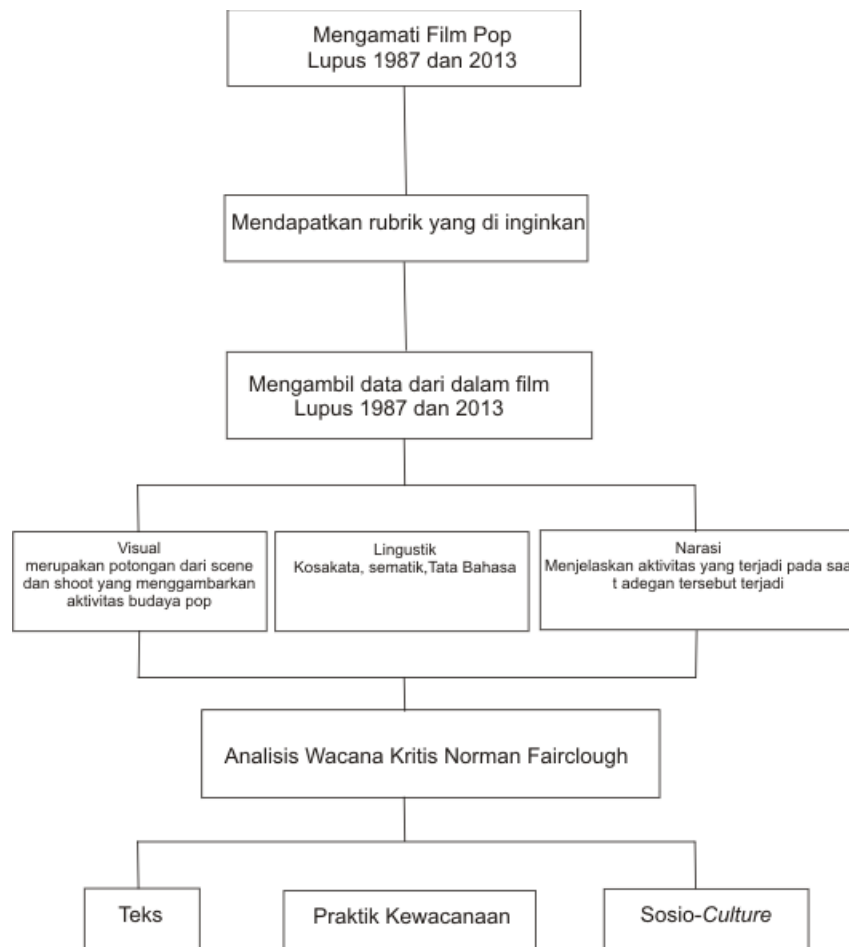 Mengamati Film Pop
Lupus 1987 dan 2013
Mendapatkan rubrik yang di inginkan
Mengambil data dari dalam film
Lupus 1987 dan 2013
Visual
merupakan potongan dari scene
dan shoot yang menggambarkan
aktivitas budaya pop
Lingustik
Kosakata, sematik,Tata Bahasa
Narasi
Menjelaskan aktivitas yang terjadi pada saa
t adegan tersebut terjadi
Analisis Wacana Kritis Norman Fairclough
Teks
Praktik Kewacanaan
Sosio-Culture